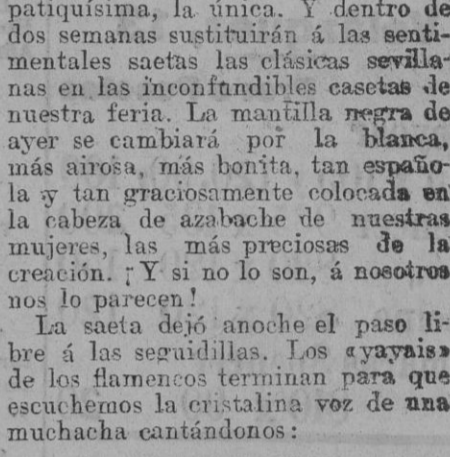 patiquísima, la única. Y dentro de
dos semanas sustituirán á las senti-
mentales saetas las clásicas sevilla-
nas en las inconfundibles casetas de
nuestra feria. La mantilla negra de
ayer se cambiará por la blanca,
más airosa, más bonita, tan españo-
la y tan graciosamente colocada en
la cabeza de azabache de nuestras
mujeres, las más preciosas de la
creación. ¡Y si no lo son, á nosotros
nos lo parecen!
La saeta dejó anoche el paso li-
bre á las seguidillas. Los «yayais»
de los flamencos terminan para que
escuchemos la cristalina voz de una
muchacha cantándonos: